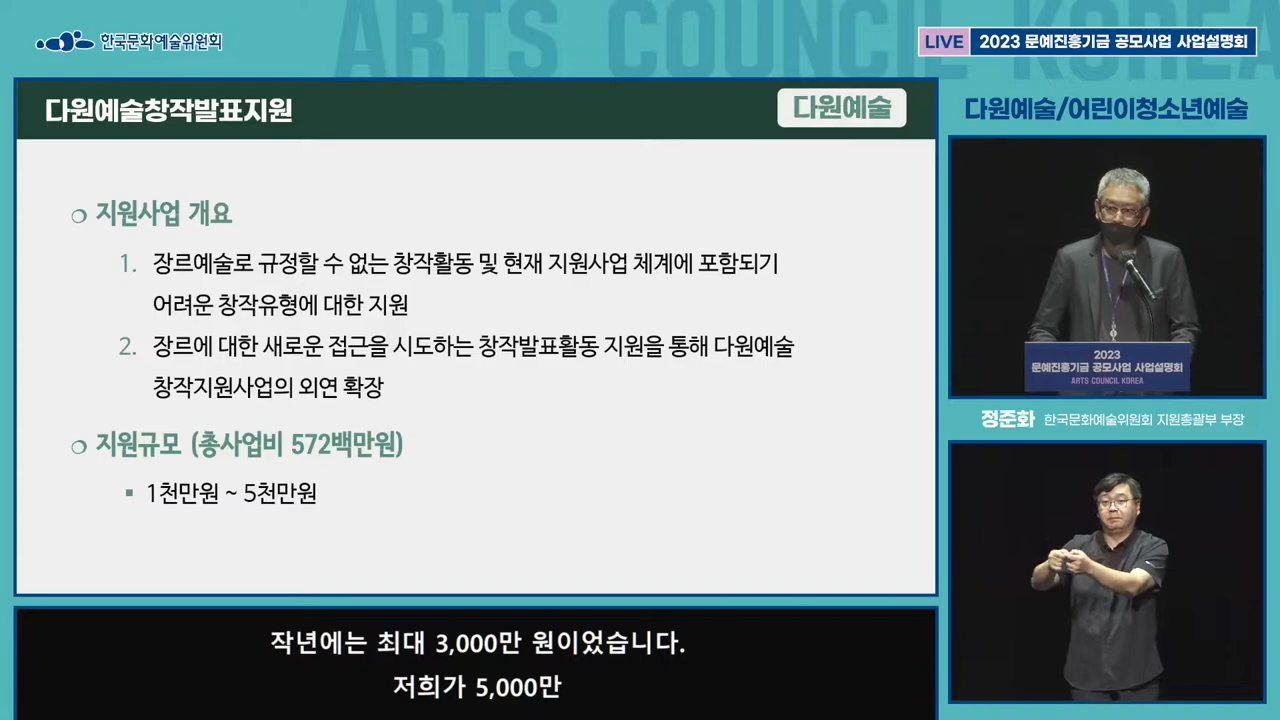 ARTS COUNCIL KOREA
한국문화예술위원회
LIVE 2023 문예진흥기금 공모사업 사업설명회
다원예술창작발표지원
다원예술
❍ 지원사업 개요
1. 장르예술로 규정할 수 없는 창작활동 및 현재 지원사업 체계에 포함되기
어려운 창작유형에 대한 지원
2. 장르에 대한 새로운 접근을 시도하는 창작발표활동 지원을 통해 다원예술
창작지원사업의 외연 확장
❍ 지원규모 (총사업비 572백만원)
▪ 1천만원 ~ 5천만원
다원예술/어린이청소년예술
2023
문예진흥기금 공모사업 사업설명회
ARTS COUNCIL KOREA
정준화 한국문화예술위원회 지원총괄부 부장
작년에는 최대 3,000만 원이었습니다.
저희가 5,000만